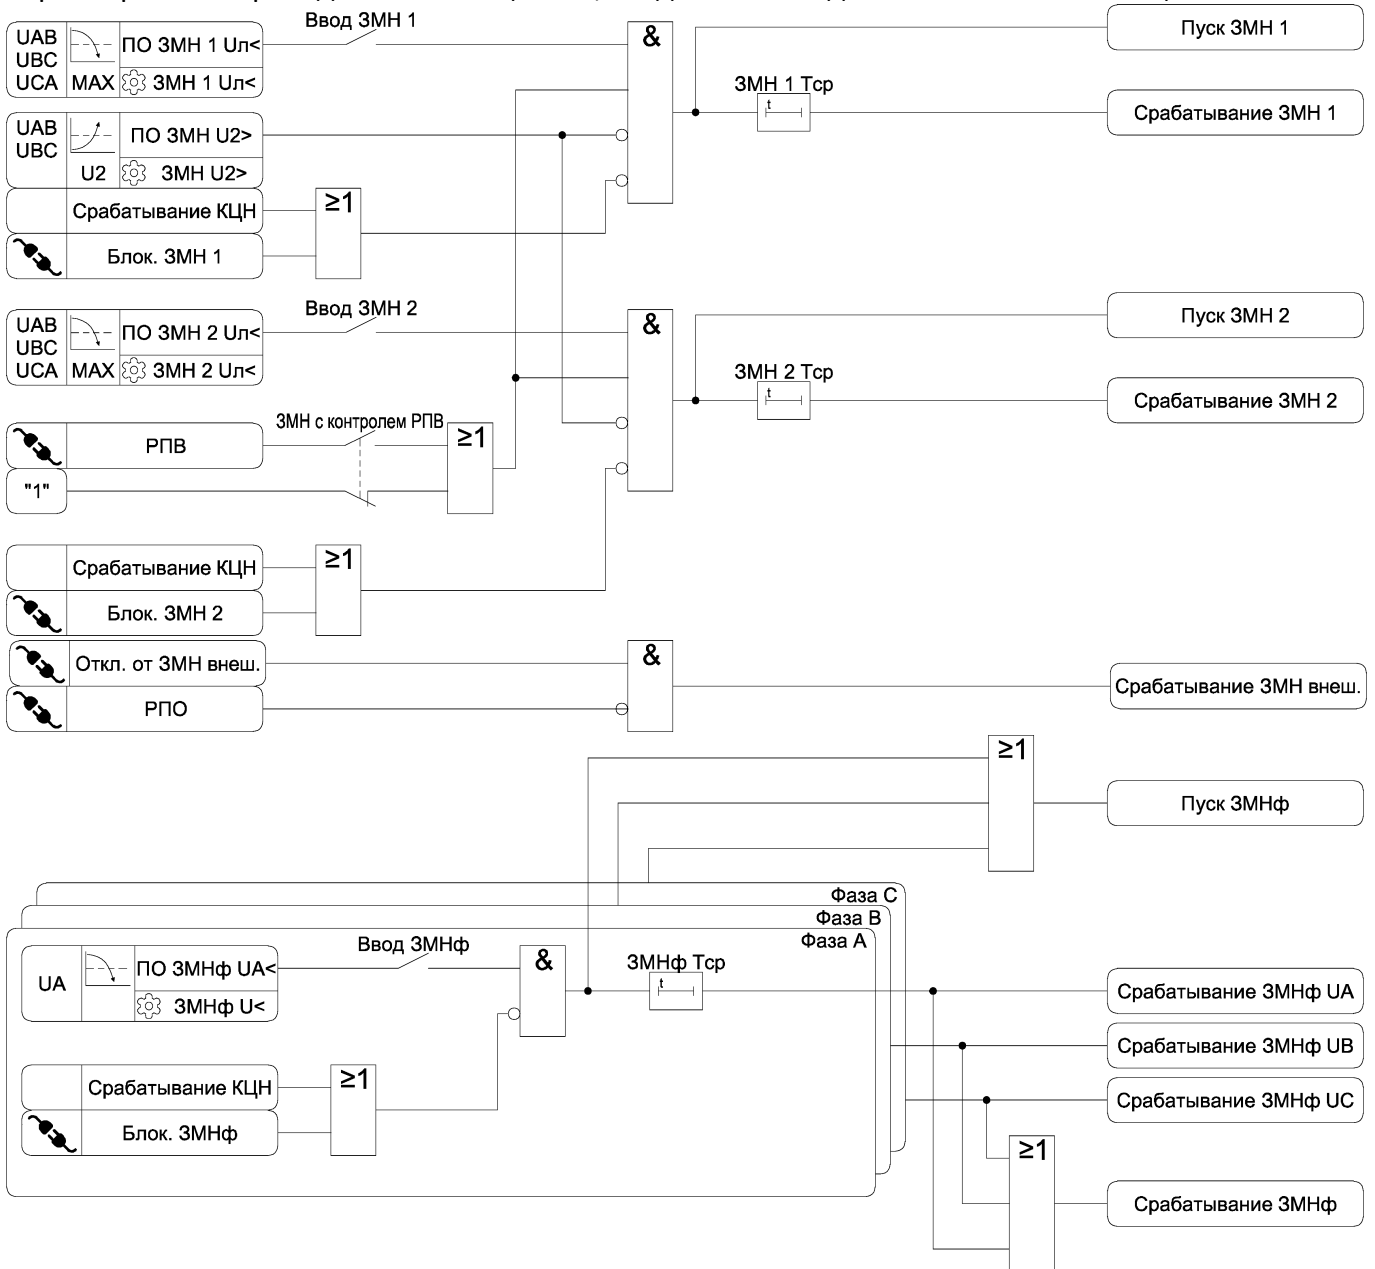 Ввод ЗМН 1
UAB
UBC
UCA
MAX
ПО ЗМН 1 Uл<
ЗМН 1 Uл<
&
Пуск ЗМН 1
ЗМН 1 Тср
t
Срабатывание ЗМН 1
UAB
UBC
U2
ПО ЗМН U2>
ЗМН U2>
Срабатывание КЦН
Блок. ЗМН 1
≥1
Ввод ЗМН 2
UAB
UBC
UCA
MAX
ПО ЗМН 2 Uл<
ЗМН 2 Uл<
&
Пуск ЗМН 2
ЗМН 2 Тср
t
Срабатывание ЗМН 2
ЗМН с контролем РПВ
РПВ
"1"
≥1
Срабатывание КЦН
Блок. ЗМН 2
≥1
Откл. от ЗМН внеш.
РПО
&
Срабатывание ЗМН внеш.
≥1
Пуск ЗМНф
Фаза C
Фаза B
Фаза A
Ввод ЗМНф
UA
ПО ЗМНф UA<
ЗМНф U<
&
ЗМНф Тср
t
Срабатывание ЗМНф UA
Срабатывание ЗМНф UB
Срабатывание КЦН
Блок. ЗМНф
≥1
Срабатывание ЗМНф UC
≥1
Срабатывание ЗМНф